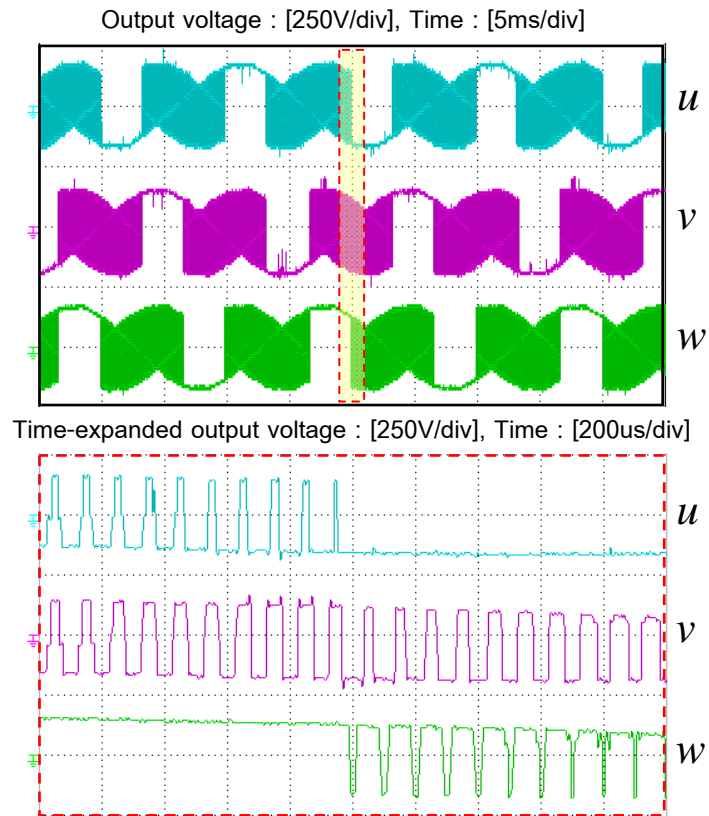 Output voltage : [250V/div], Time : [5ms/div]
u
v
w
Time-expanded output voltage : [250V/div], Time : [200us/div]
u
v
w